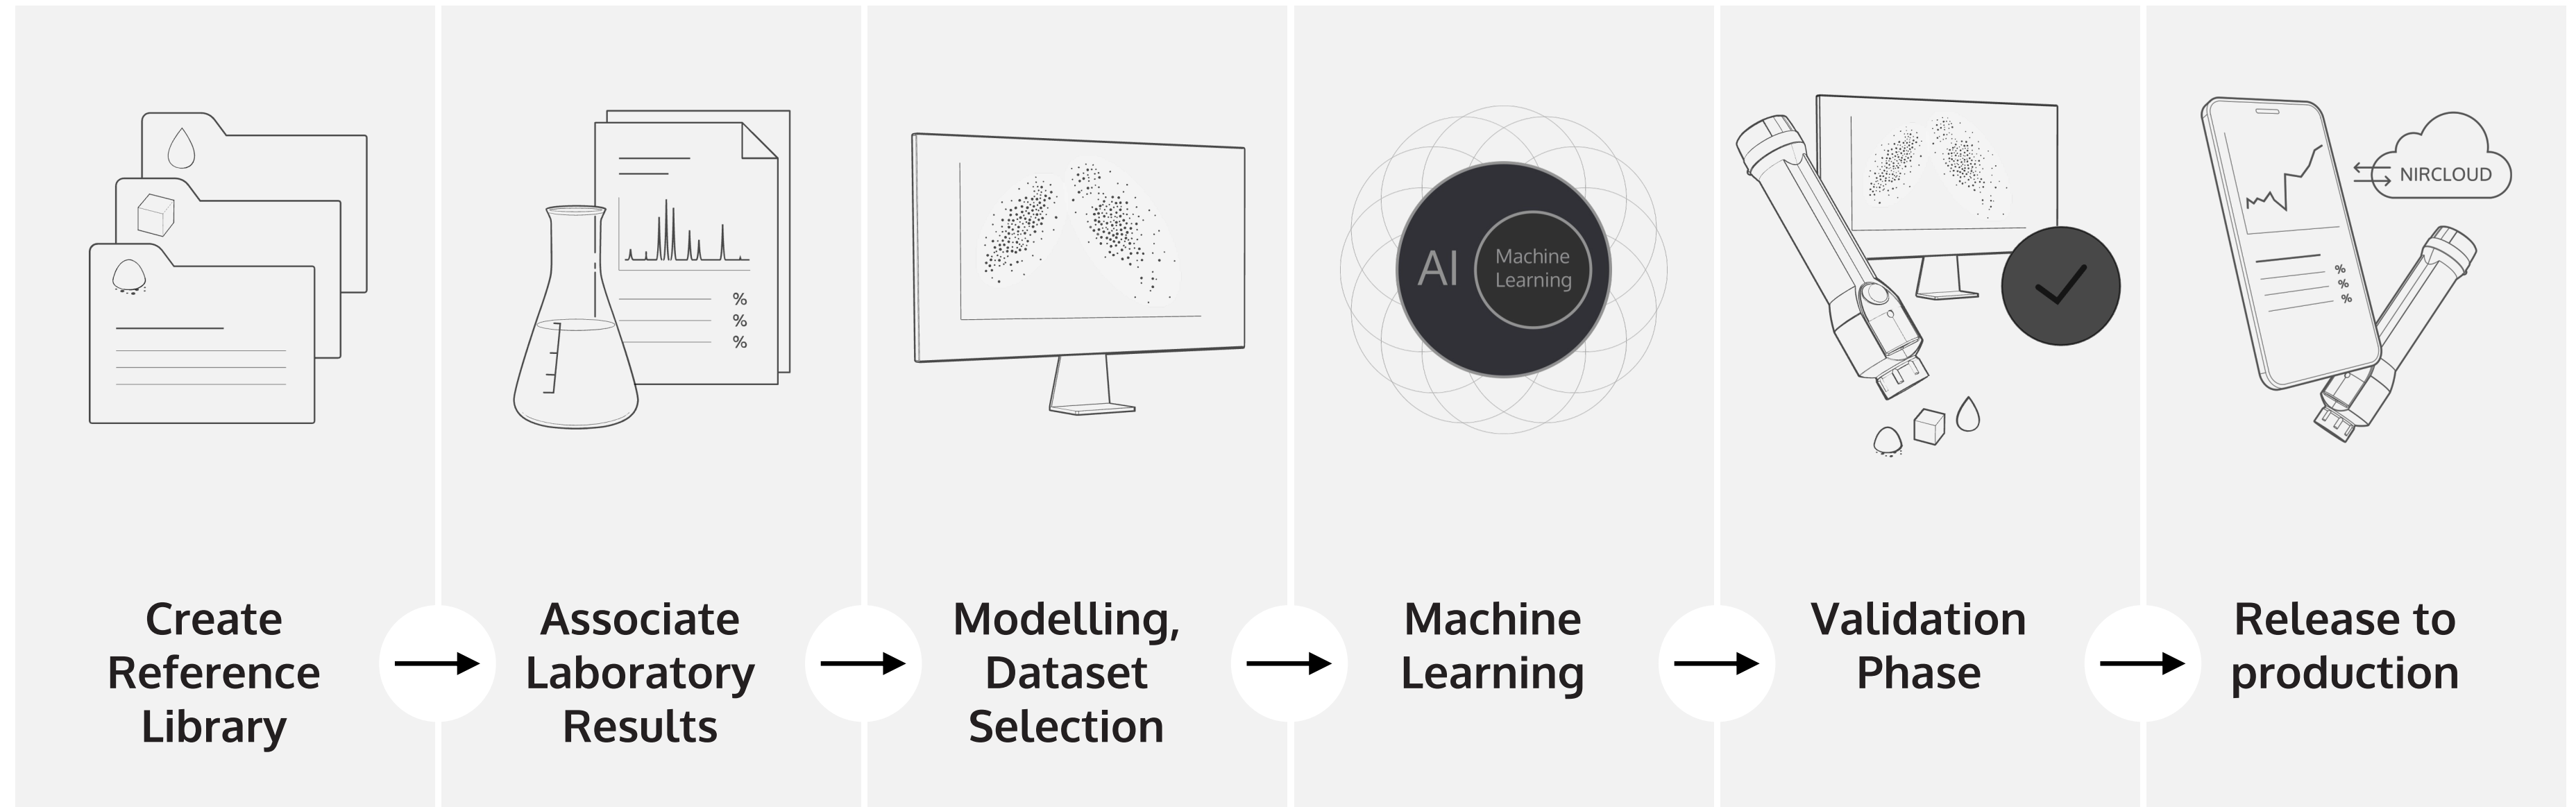 %
%
%
AI
Machine
Learning
NIRCLOUD
%
%
%
Create
Reference
Library
Associate
Laboratory
Results
Modelling,
Dataset
Selection
Machine
Learning
Validation
Phase
Release to
production